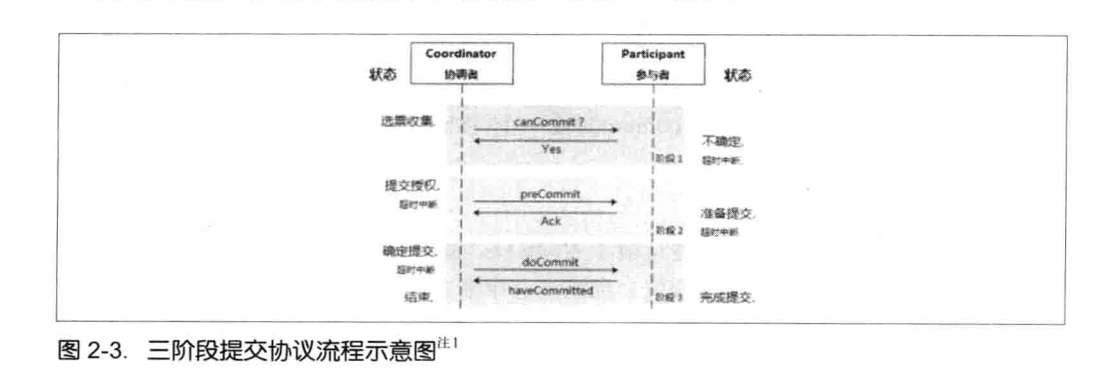 Coordinator
协调者
Participant
参与者
状态
状态
选票收集.
canCommit ?
Yes
不确定.
阶段 1
超时中断.
提交授权.
超时中断
preCommit
Ack
准备提交.
阶段 2
超时中断
确定提交.
超时中断
doCommit
haveCommitted
结束.
阶段 3
完成提交.
图 2-3. 三阶段提交协议流程示意图注1